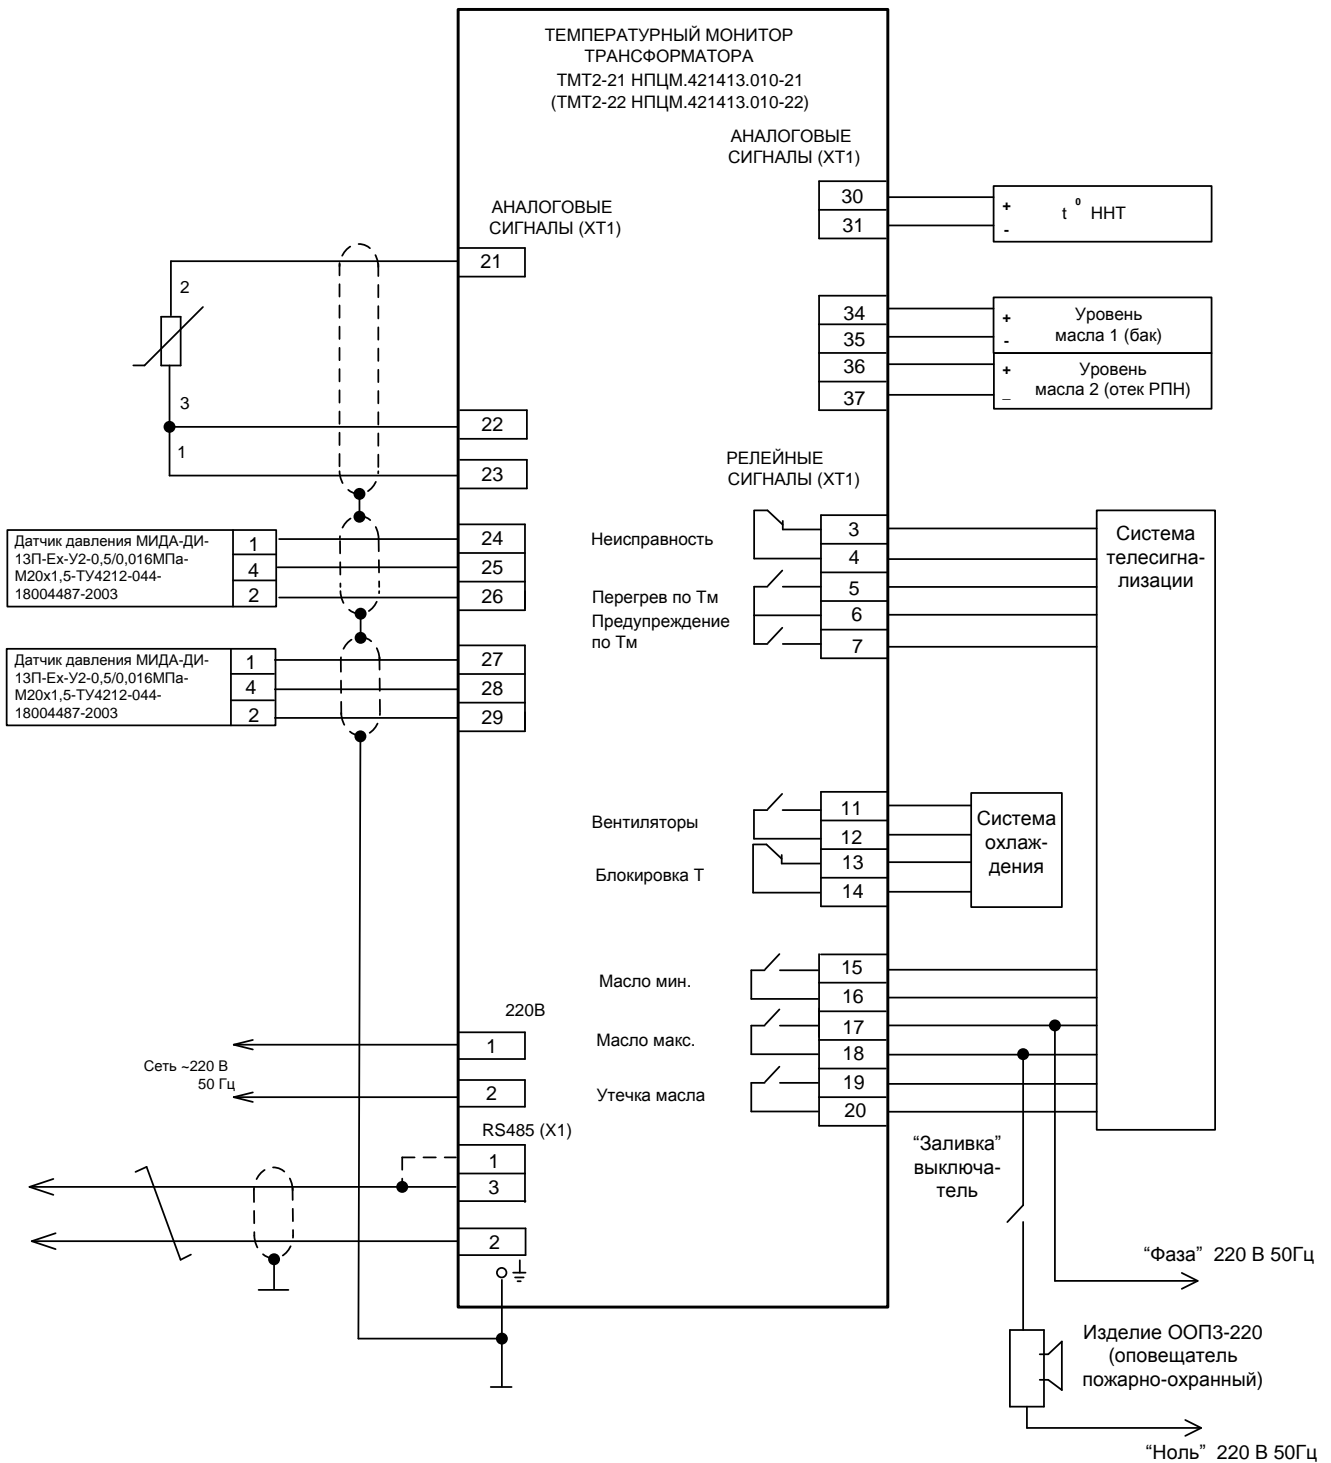 ТЕМПЕРАТУРНЫЙ МОНИТОР
ТРАНСФОРМАТОРА
ТМТ2-21 НПЦМ.421413.010-21
(ТМТ2-22 НПЦМ.421413.010-22)
АНАЛОГОВЫЕ
СИГНАЛЫ (ХТ1)
21
2
3
1
22
23
Датчик давления МИДА-ДИ-
13П-Ех-У2-0,5/0,016МПа-
М20х1,5-ТУ4212-044-
18004487-2003
1
4
2
24
25
26
Датчик давления МИДА-ДИ-
13П-Ех-У2-0,5/0,016МПа-
М20х1,5-ТУ4212-044-
18004487-2003
1
4
2
27
28
29
220В
1
2
Сеть ~220 В
50 Гц
RS485 (X1)
1
3
2
АНАЛОГОВЫЕ
СИГНАЛЫ (ХТ1)
30
31
+
-
t 0 ННТ
34
35
36
37
+
-
Уровень
масла 1 (бак)
+
_
Уровень
масла 2 (отек РПН)
РЕЛЕЙНЫЕ
СИГНАЛЫ (ХТ1)
Неисправность
3
4
Перегрев по Тм
5
6
Предупреждение
по Тм
7
Система
телесигна-
лизации
Вентиляторы
11
12
Блокировка Т
13
14
Система
охлаж-
дения
Масло мин.
15
16
Масло макс.
17
18
Утечка масла
19
20
“Заливка”
выключа-
тель
“Фаза” 220 В 50Гц
Изделие ООПЗ-220
(оповещатель
пожарно-охранный)
“Ноль” 220 В 50Гц